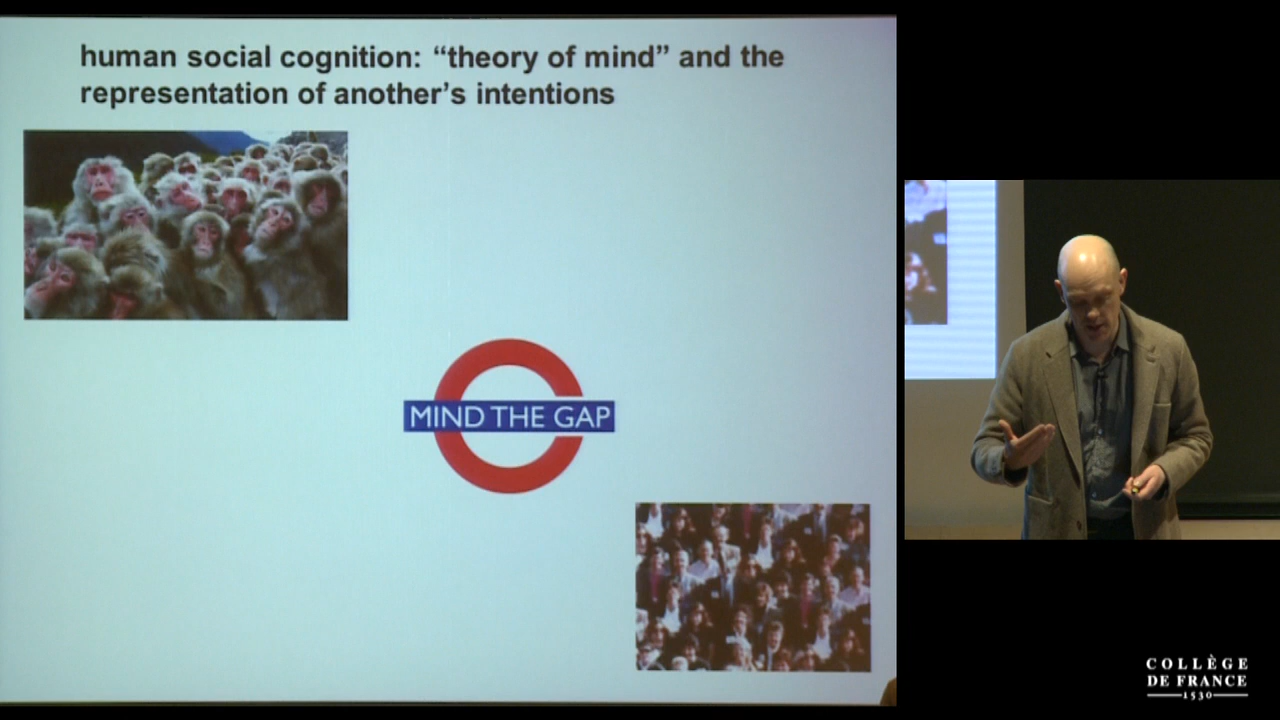 human social cognition: “theory of mind” and the
representation of another’s intentions
MIND THE GAP
COLLÈGE
DE FRANCE
1530